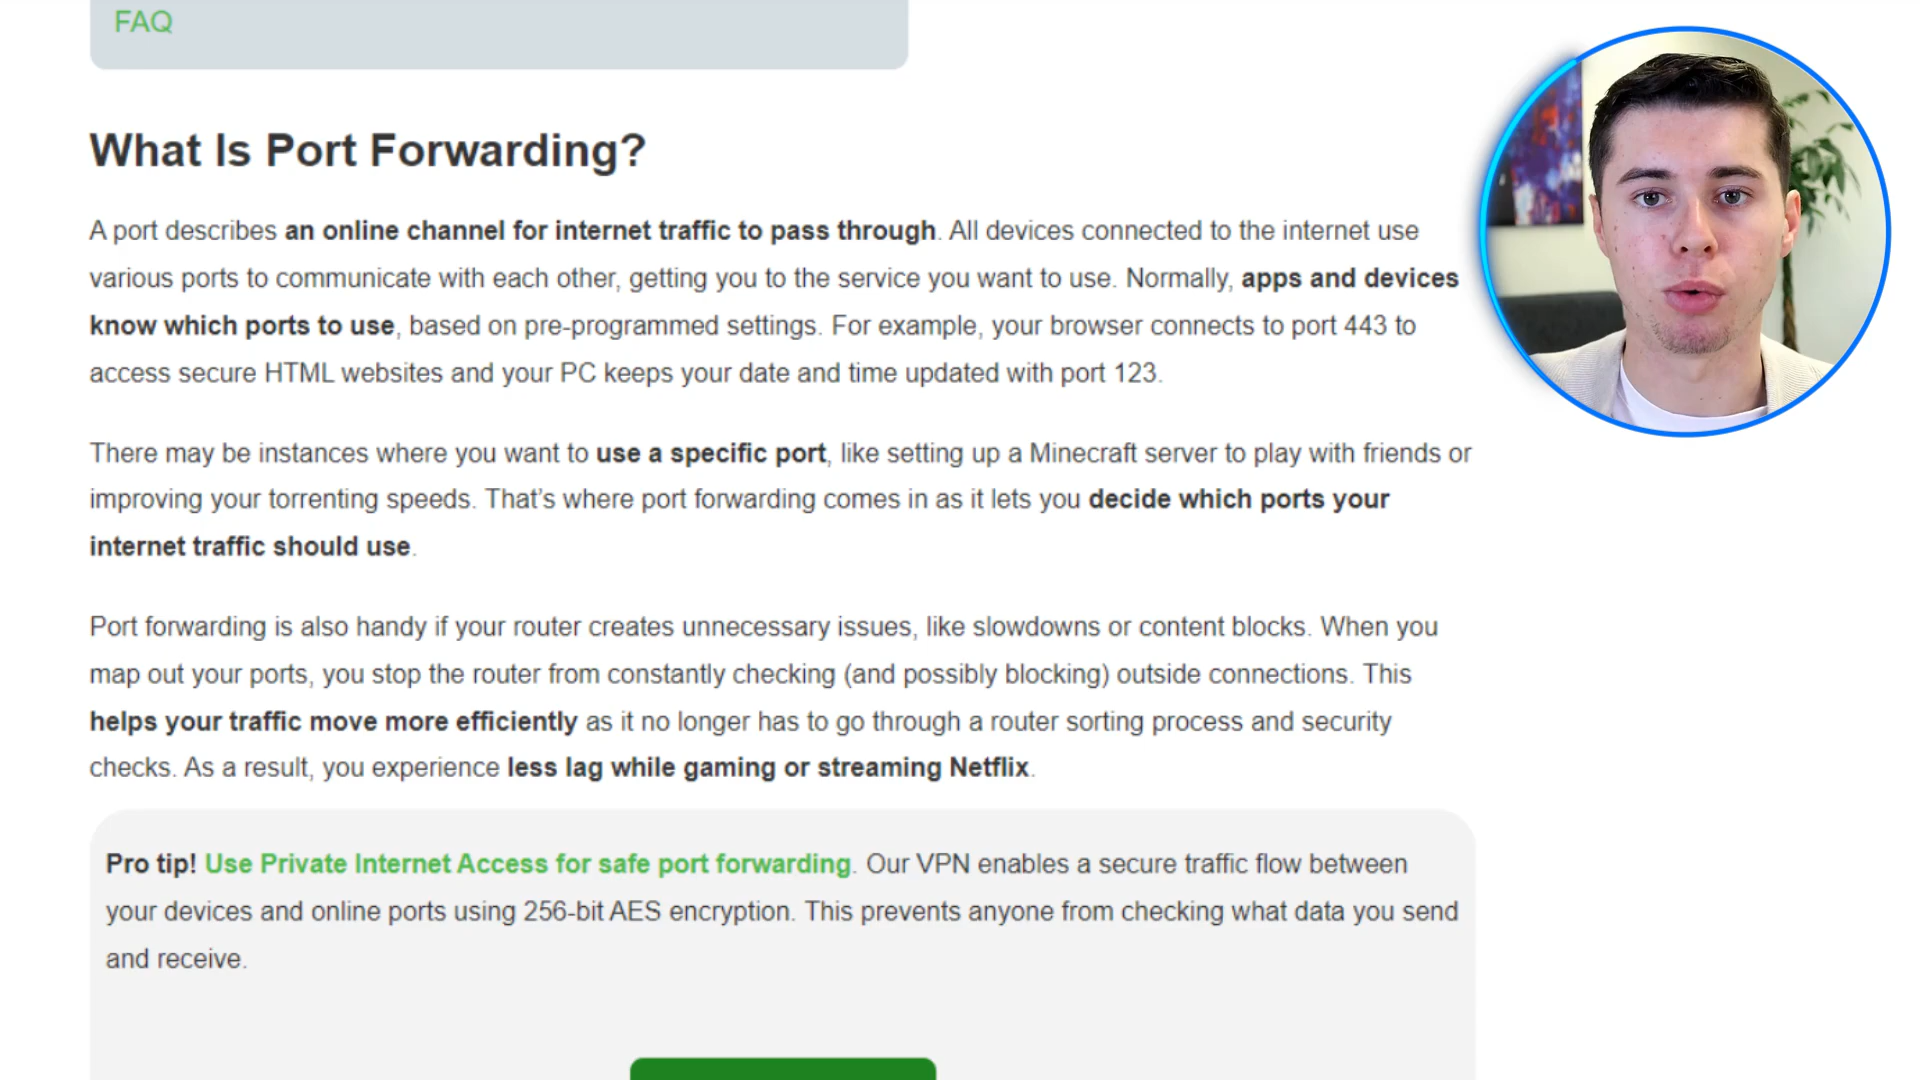 FAQ
What Is Port Forwarding?
A port describes an online channel for internet traffic to pass through. All devices connected to the internet use
various ports to communicate with each other, getting you to the service you want to use. Normally, apps and devices
know which ports to use, based on pre-programmed settings. For example, your browser connects to port 443 to
access secure HTML websites and your PC keeps your date and time updated with port 123.
There may be instances where you want to use a specific port, like setting up a Minecraft server to play with friends or
improving your torrenting speeds. That's where port forwarding comes in as it lets you decide which ports your
internet traffic should use.
Port forwarding is also handy if your router creates unnecessary issues, like slowdowns or content blocks. When you
map out your ports, you stop the router from constantly checking (and possibly blocking) outside connections. This
helps your traffic move more efficiently as it no longer has to go through a router sorting process and security
checks. As a result, you experience less lag while gaming or streaming Netflix.
Pro tip! Use Private Internet Access for safe port forwarding. Our VPN enables a secure traffic flow between
your devices and online ports using 256-bit AES encryption. This prevents anyone from checking what data you send
and receive.